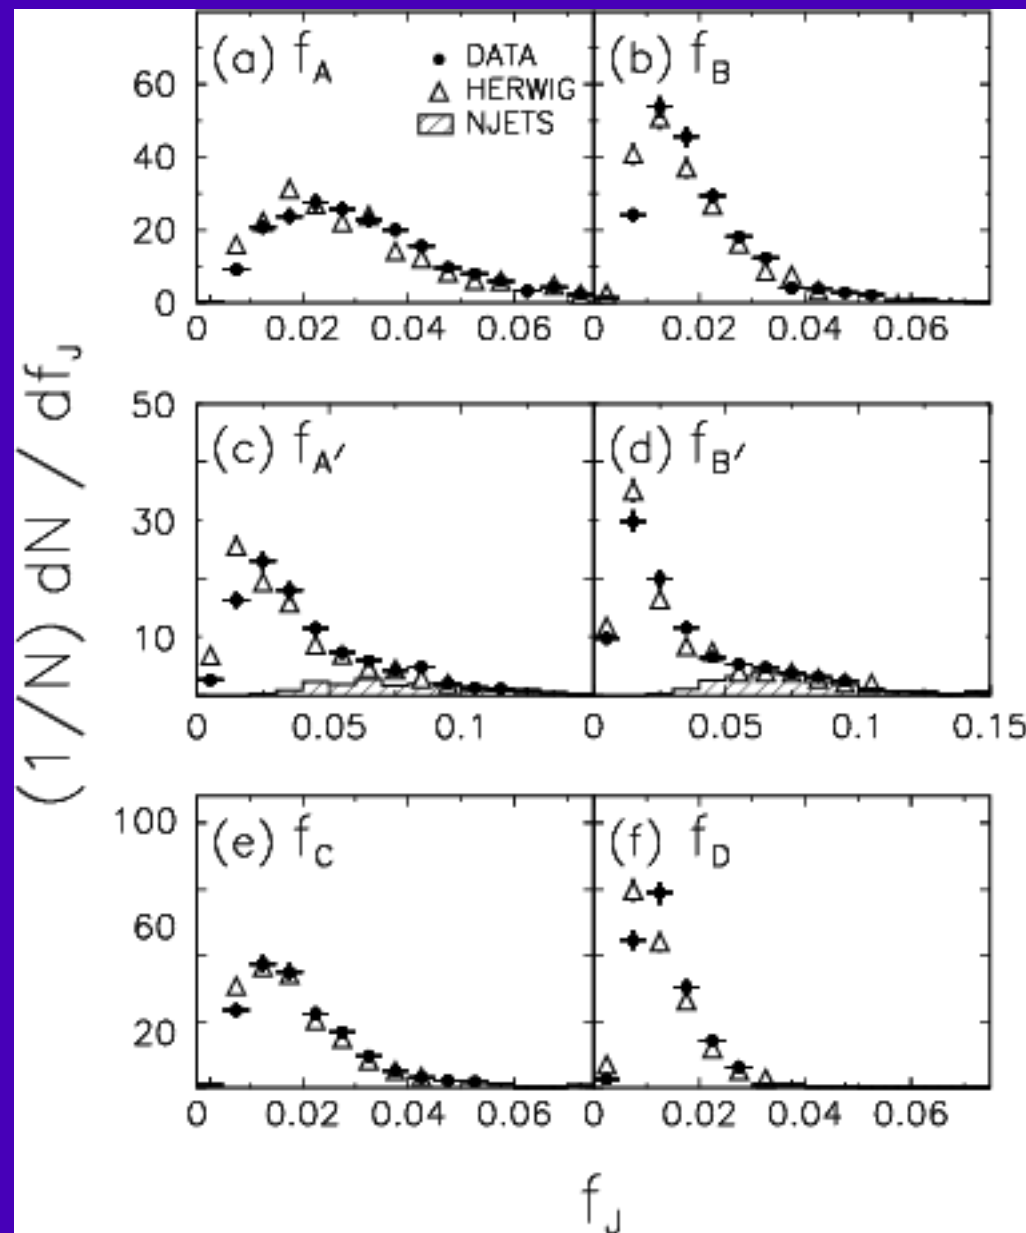 (a) f_A
DATA
HERWIG
NJETS
(b) f_B
60
40
20
0
0 0.02 0.04 0.06 0 0.02 0.04 0.06
(1/N) dN / df_J
(c) f_A′
(d) f_B′
50
30
10
0 0.05 0.1 0 0.05 0.1 0.15
(e) f_C
(f) f_D
100
60
20
0 0.02 0.04 0.06 0 0.02 0.04 0.06
f_J